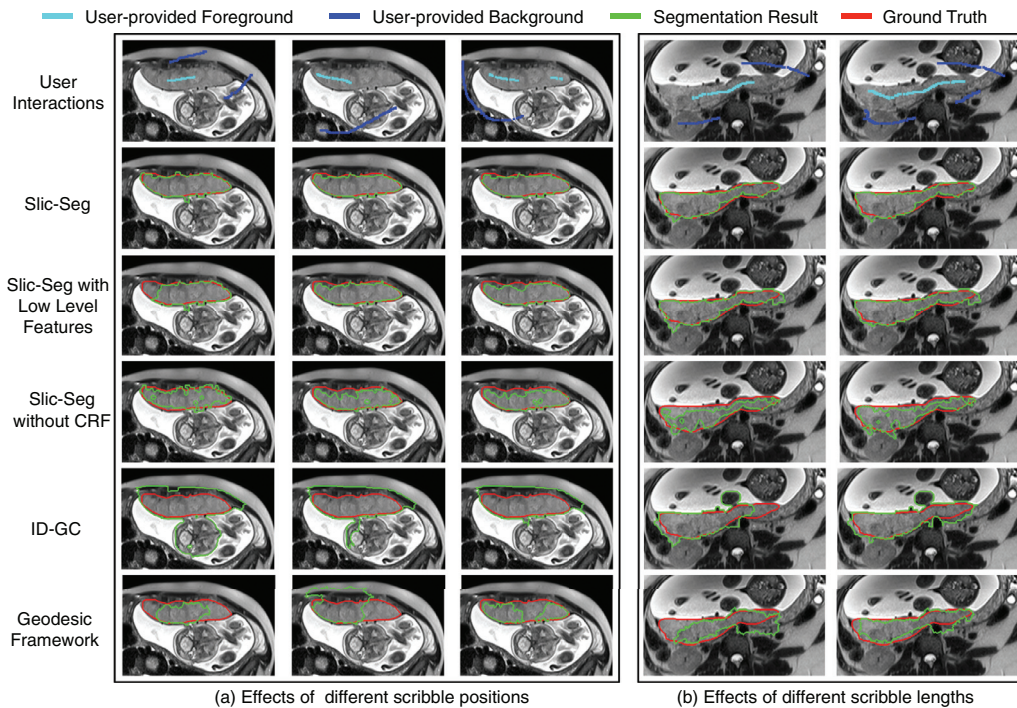 User-provided Foreground
User-provided Background
Segmentation Result
Ground Truth
User
Interactions
Slic-Seg
Slic-Seg with
Low Level
Features
Slic-Seg
without CRF
ID-GC
Geodesic
Framework
(a) Effects of different scribble positions
(b) Effects of different scribble lengths